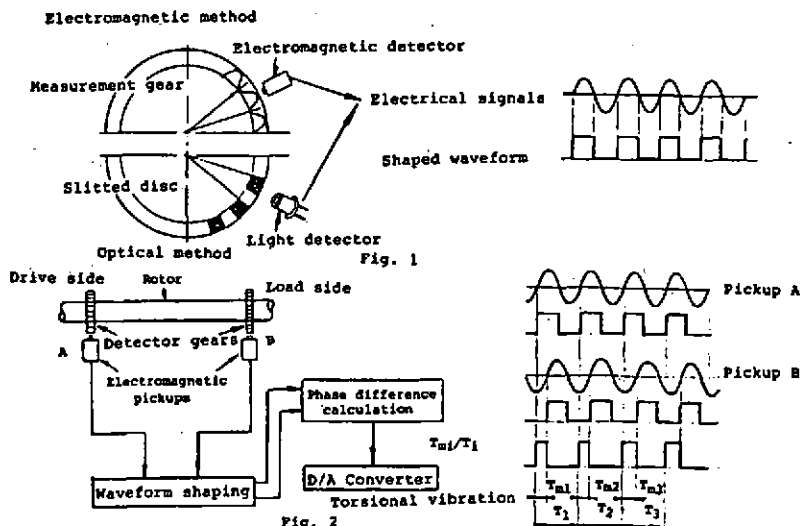 Electromagnetic method
Electromagnetic detector
Measurement gear
Electrical signals
Shaped waveform
Slitted disc
Light detector
Optical method
Fig. 1
Drive side
Rotor
Load side
Pickup A
A
Detector gears
B
Electromagnetic pickups
Pickup B
Phase difference calculation
Tmi/Ti
D/A Converter
Waveform shaping
Torsional vibration
Tm1 Tm2 Tm3
T1 T2 T3
Fig. 2